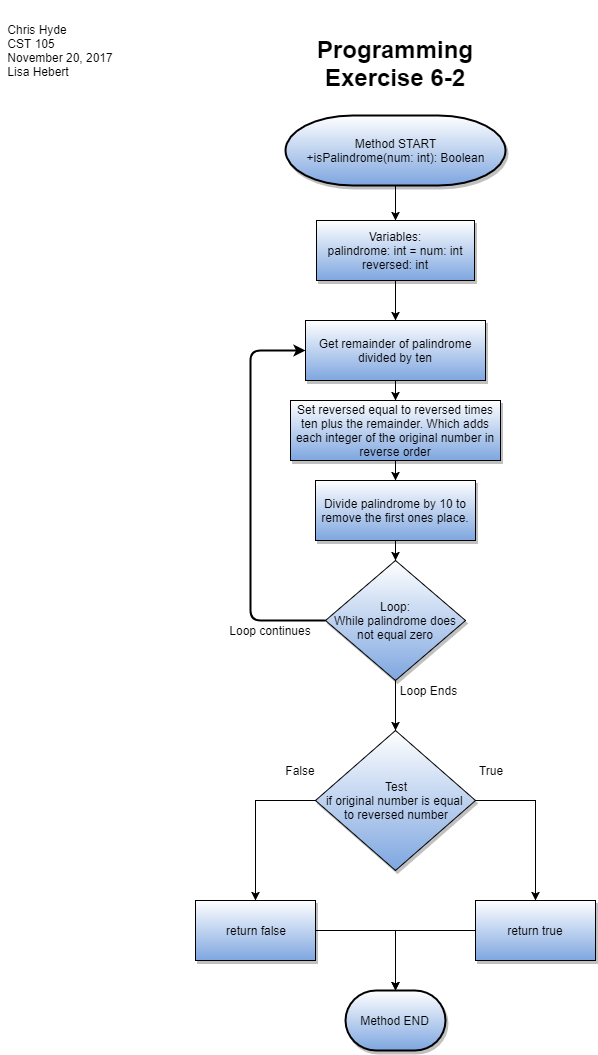 Chris Hyde
CST 105
November 20, 2017
Lisa Hebert
Programming
Exercise 6-2
Method START
+isPalindrome(num: int): Boolean
Variables:
palindrome: int = num: int
reversed: int
Get remainder of palindrome
divided by ten
Set reversed equal to reversed times
ten plus the remainder. Which adds
each integer of the original number in
reverse order
Divide palindrome by 10 to
remove the first ones place.
Loop:
While palindrome does
not equal zero
Loop continues
Loop Ends
False
True
Test
if original number is equal
to reversed number
return false
return true
Method END